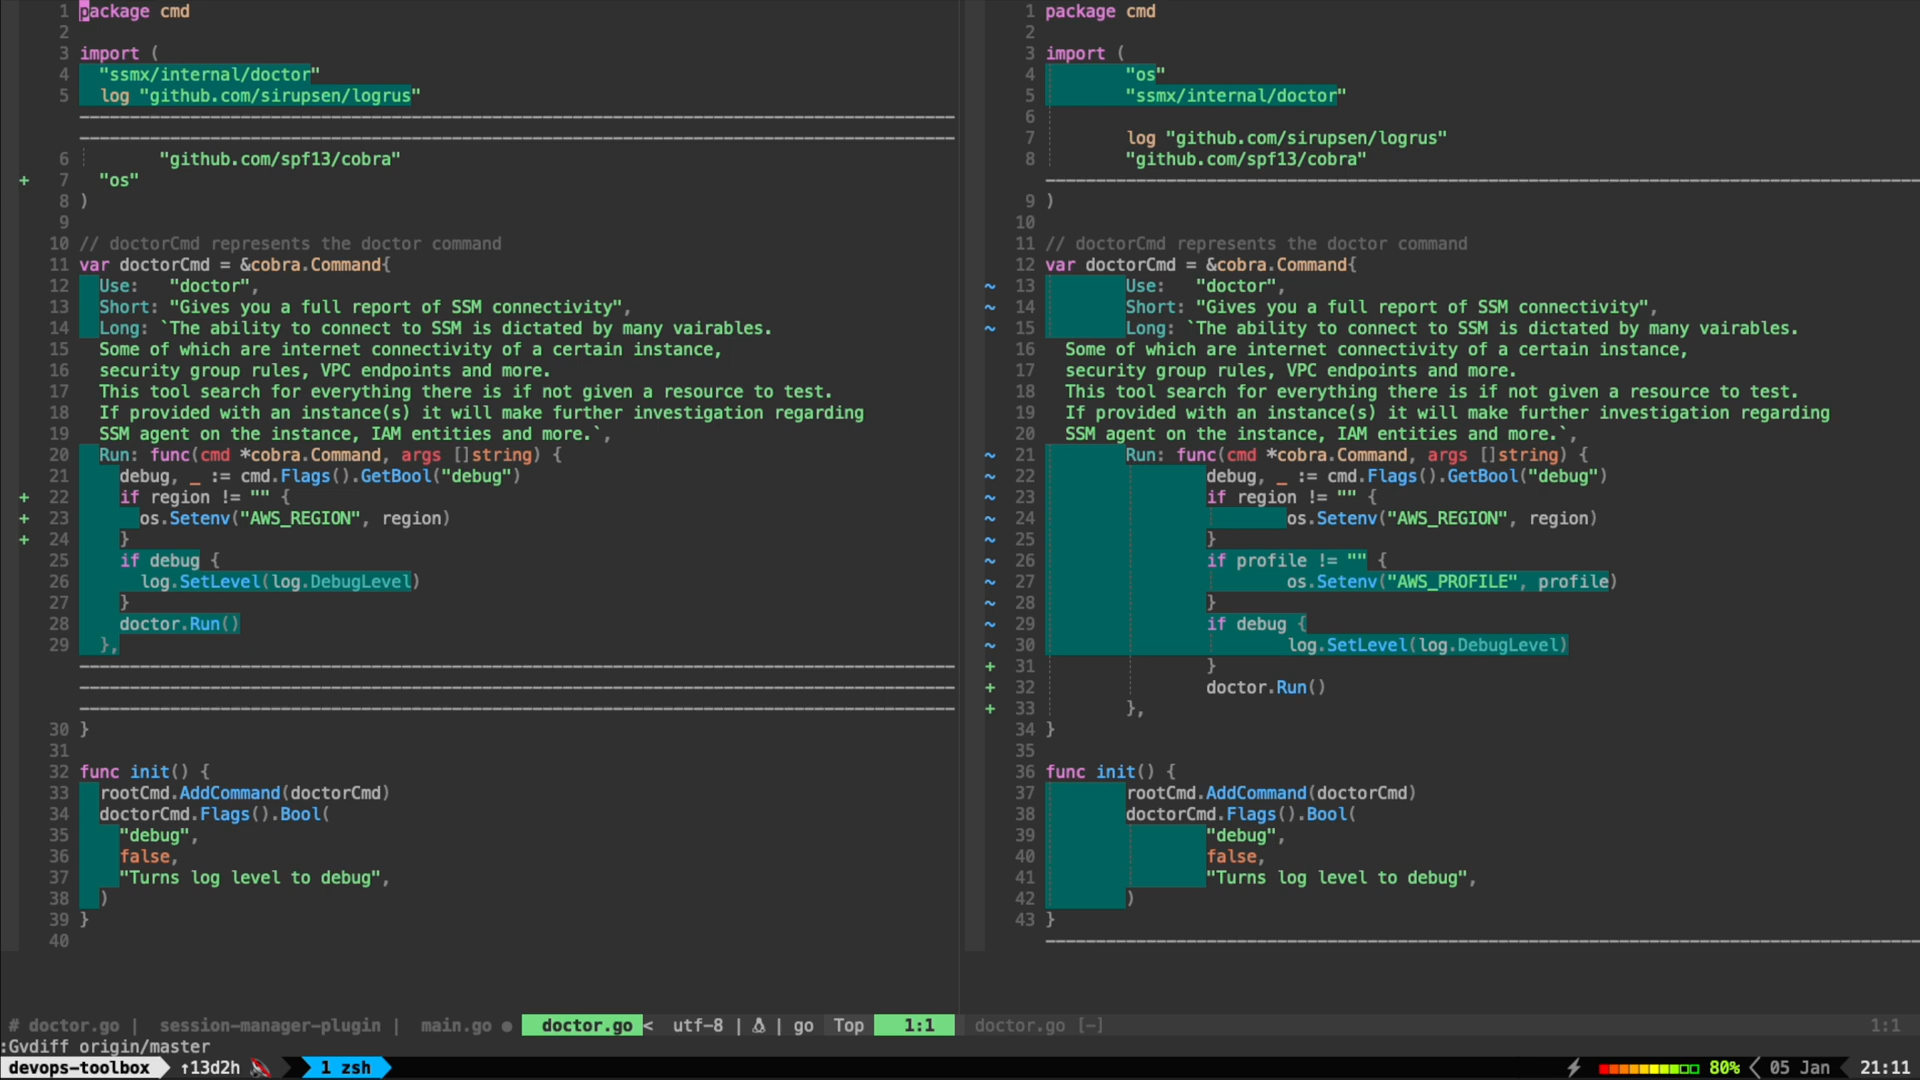 1 package cmd
2
3 import (
4 "ssmx/internal/doctor"
5 log "github.com/sirupsen/logrus"
6 "github.com/spf13/cobra"
+ 7 "os"
8 )
9
10 // doctorCmd represents the doctor command
11 var doctorCmd = &cobra.Command{
12 Use:   "doctor",
13 Short: "Gives you a full report of SSM connectivity",
14 Long: `The ability to connect to SSM is dictated by many vairables.
15 Some of which are internet connectivity of a certain instance,
16 security group rules, VPC endpoints and more.
17 This tool search for everything there is if not given a resource to test.
18 If provided with an instance(s) it will make further investigation regarding
19 SSM agent on the instance, IAM entities and more.`,
20 Run: func(cmd *cobra.Command, args []string) {
21 debug, _ := cmd.Flags().GetBool("debug")
+ 22 if region != "" {
+ 23 os.Setenv("AWS_REGION", region)
+ 24 }
25 if debug {
26 log.SetLevel(log.DebugLevel)
27 }
28 doctor.Run()
29 },
30 }
31
32 func init() {
33 rootCmd.AddCommand(doctorCmd)
34 doctorCmd.Flags().Bool(
35 "debug",
36 false,
37 "Turns log level to debug",
38 )
39 }
40
1 package cmd
2
3 import (
4 "os"
5 "ssmx/internal/doctor"
6
7 log "github.com/sirupsen/logrus"
8 "github.com/spf13/cobra"
9 )
10
11 // doctorCmd represents the doctor command
12 var doctorCmd = &cobra.Command{
~ 13 Use:   "doctor",
~ 14 Short: "Gives you a full report of SSM connectivity",
~ 15 Long: `The ability to connect to SSM is dictated by many vairables.
16 Some of which are internet connectivity of a certain instance,
17 security group rules, VPC endpoints and more.
18 This tool search for everything there is if not given a resource to test.
19 If provided with an instance(s) it will make further investigation regarding
20 SSM agent on the instance, IAM entities and more.`,
~ 21 Run: func(cmd *cobra.Command, args []string) {
~ 22 debug, _ := cmd.Flags().GetBool("debug")
~ 23 if region != "" {
~ 24 os.Setenv("AWS_REGION", region)
~ 25 }
~ 26 if profile != "" {
~ 27 os.Setenv("AWS_PROFILE", profile)
~ 28 }
~ 29 if debug {
~ 30 log.SetLevel(log.DebugLevel)
+ 31 }
+ 32 doctor.Run()
+ 33 },
34 }
35
36 func init() {
37 rootCmd.AddCommand(doctorCmd)
38 doctorCmd.Flags().Bool(
39 "debug",
40 false,
41 "Turns log level to debug",
42 )
43 }
# doctor.go | session-manager-plugin | main.go ● doctor.go < utf-8 | | go Top 1:1 doctor.go [-] 1:1
:Gvdiff origin/master
devops-toolbox ↑13d2h 1 zsh 80% 05 Jan 21:11